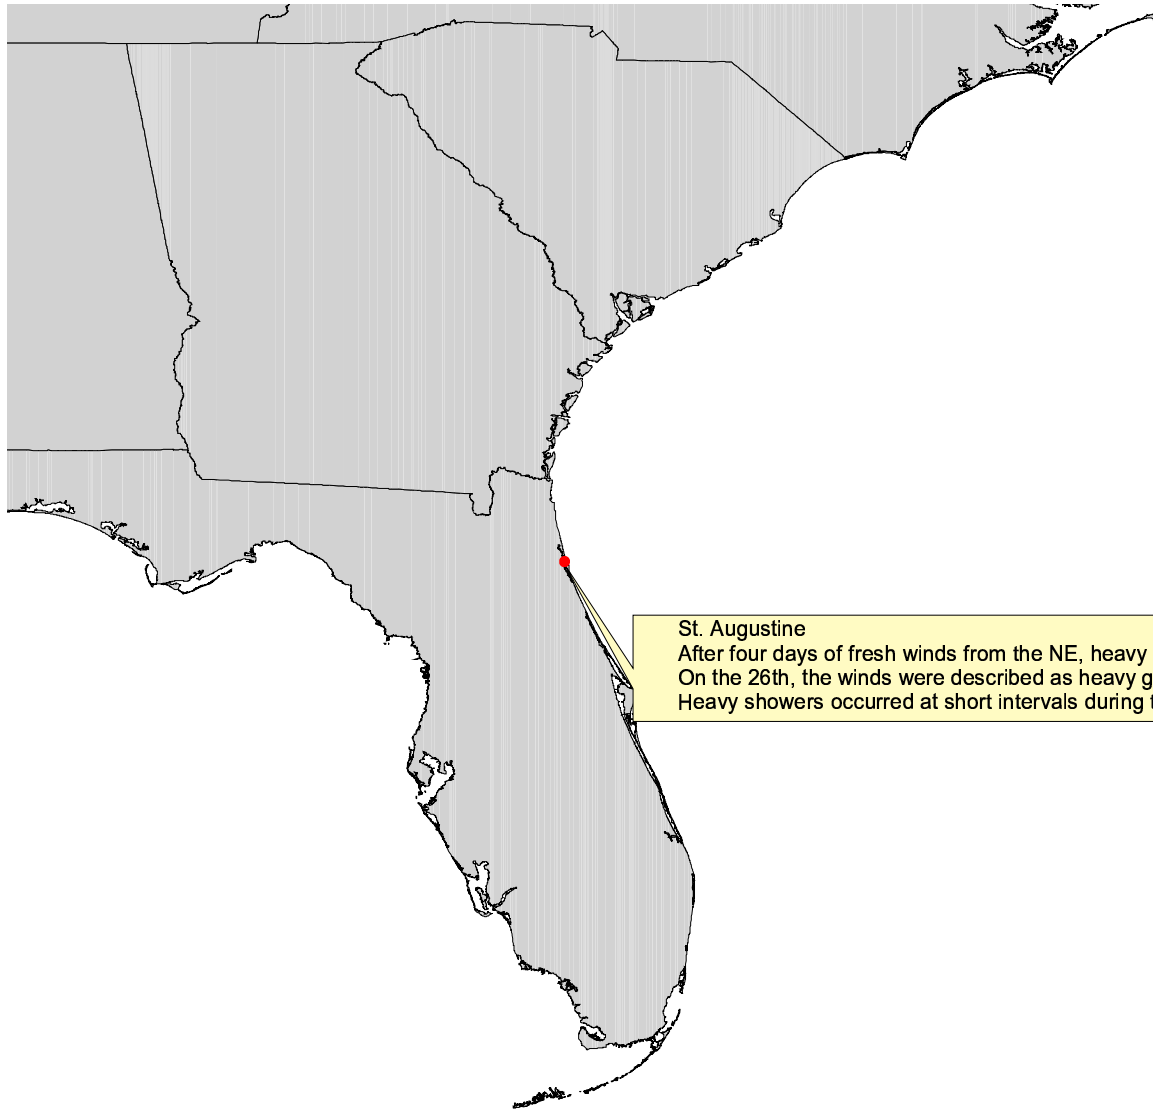 St. Augustine
After four days of fresh winds from the NE, heavy
On the 26th, the winds were described as heavy g
Heavy showers occurred at short intervals during t